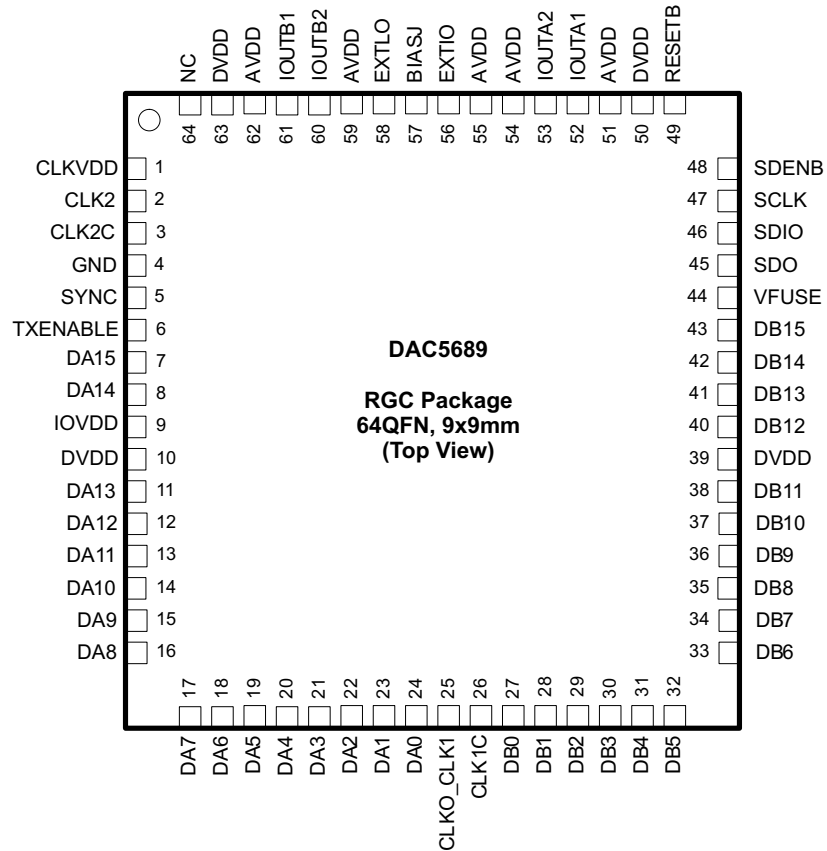 NC
DVDD
AVDD
IOUTB1
IOUTB2
AVDD
EXTLO
BIASJ
EXTIO
AVDD
AVDD
IOUTA2
IOUTA1
AVDD
DVDD
RESETB
64
63
62
61
60
59
58
57
56
55
54
53
52
51
50
49
CLKVDD 1
CLK2 2
CLK2C 3
GND 4
SYNC 5
TXENABLE 6
DA15 7
DA14 8
IOVDD 9
DVDD 10
DA13 11
DA12 12
DA11 13
DA10 14
DA9 15
DA8 16
DAC5689
RGC Package
64QFN, 9x9mm
(Top View)
48 SDENB
47 SCLK
46 SDIO
45 SDO
44 VFUSE
43 DB15
42 DB14
41 DB13
40 DB12
39 DVDD
38 DB11
37 DB10
36 DB9
35 DB8
34 DB7
33 DB6
17
18
19
20
21
22
23
24
25
26
27
28
29
30
31
32
DA7
DA6
DA5
DA4
DA3
DA2
DA1
DA0
CLKO_CLK1
CLK1C
DB0
DB1
DB2
DB3
DB4
DB5